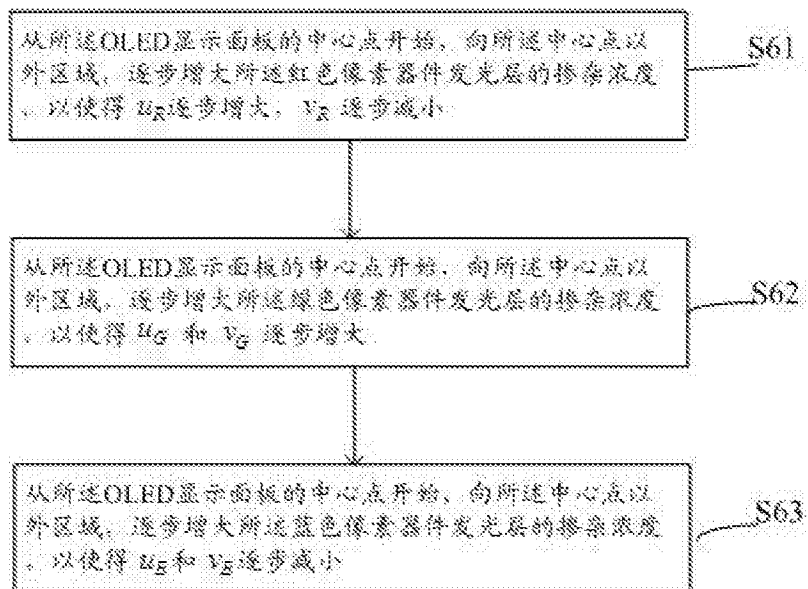 从所述OLED显示面板的中心点开始，向所述中心点以
外区域，逐步增大所述红色像素器件发光层的掺杂浓度
，以使得 u_R逐步增大，v_R 逐步减小
S61
从所述OLED显示面板的中心点开始，向所述中心点以
外区域，逐步增大所述绿色像素器件发光层的掺杂浓度
，以使得 u_G 和 v_G 逐步增大
S62
从所述OLED显示面板的中心点开始，向所述中心点以
外区域，逐步增大所述蓝色像素器件发光层的掺杂浓度
，以使得 u_B和 v_B逐步减小
S63